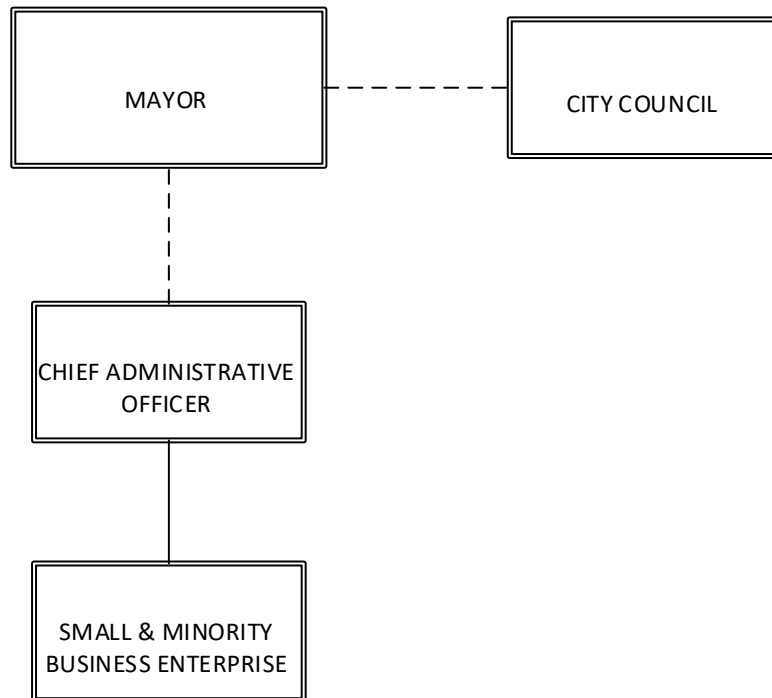 MAYOR
CITY COUNCIL
CHIEF ADMINISTRATIVE
OFFICER
SMALL & MINORITY
BUSINESS ENTERPRISE